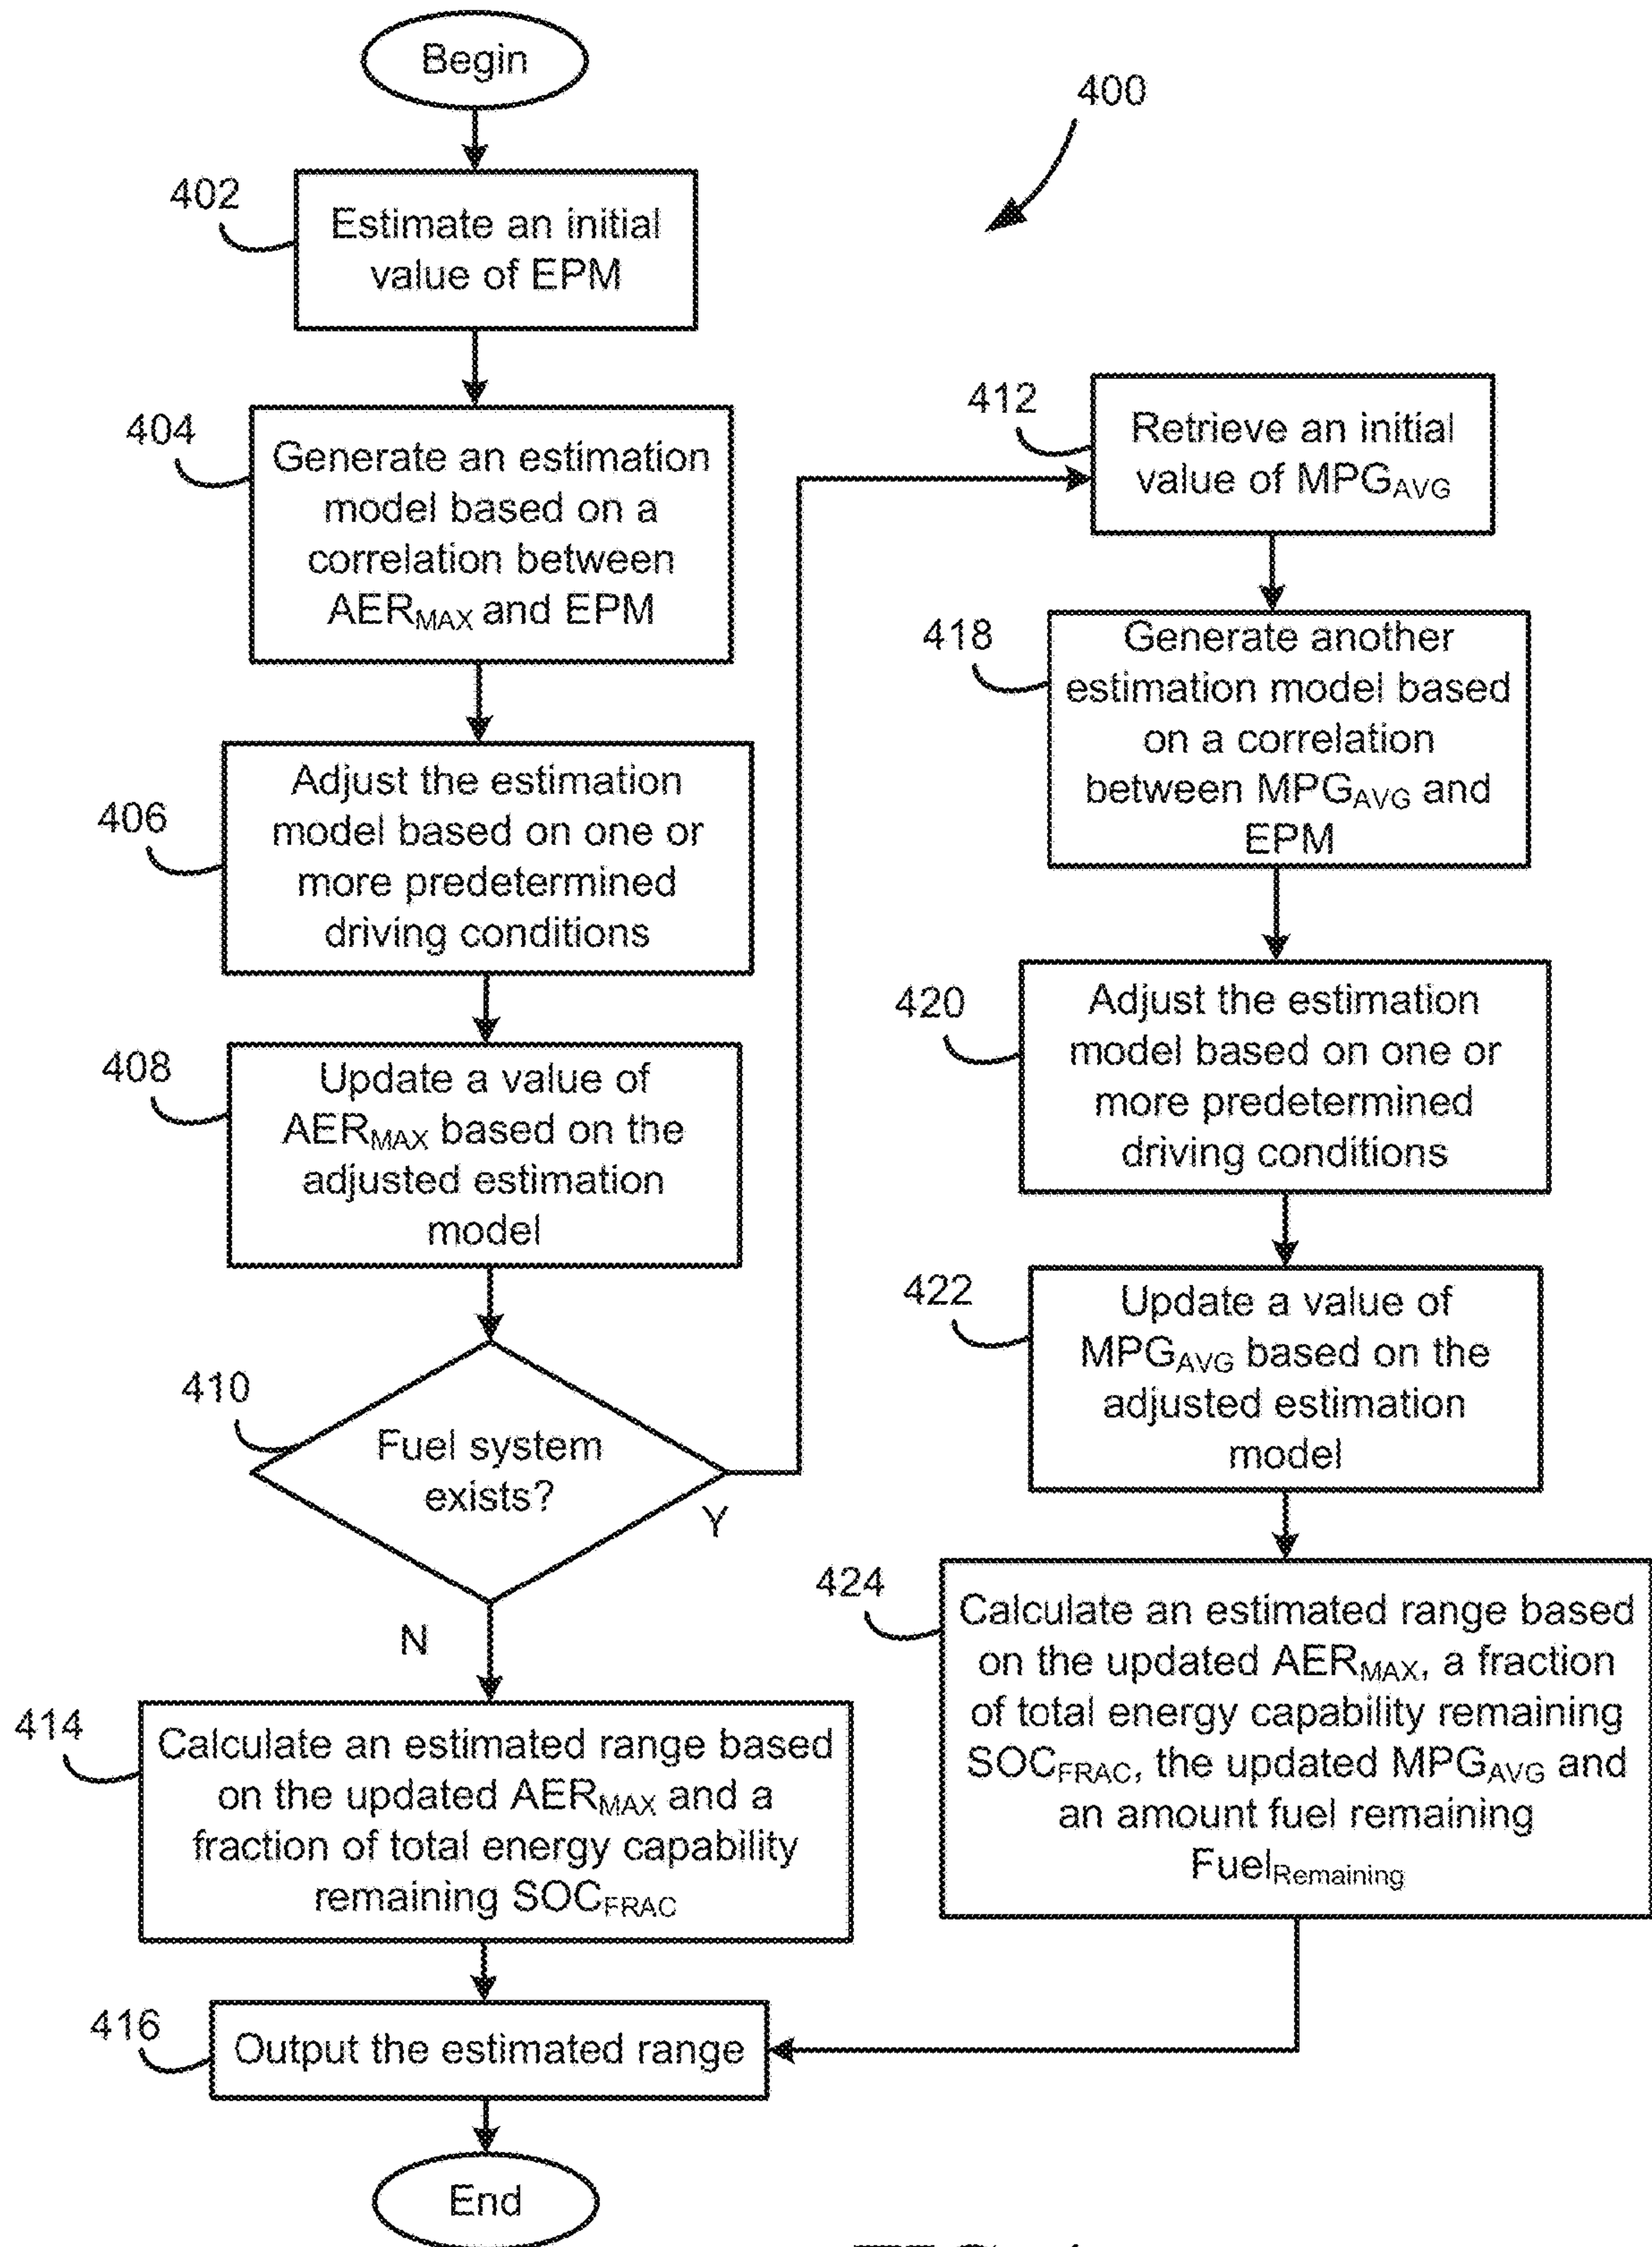 Begin
400
402
Estimate an initial
value of EPM
404
Generate an estimation
model based on a
correlation between
AERMAX and EPM
406
Adjust the estimation
model based on one or
more predetermined
driving conditions
408
Update a value of
AERMAX based on the
adjusted estimation
model
410
Fuel system
exists?
Y
N
412
Retrieve an initial
value of MPGAVG
418
Generate another
estimation model based
on a correlation
between MPGAVG and
EPM
420
Adjust the estimation
model based on one or
more predetermined
driving conditions
422
Update a value of
MPGAVG based on the
adjusted estimation
model
424
Calculate an estimated range based
on the updated AERMAX, a fraction
of total energy capability remaining
SOCFRAC, the updated MPGAVG and
an amount fuel remaining
FuelRemaining
414
Calculate an estimated range based
on the updated AERMAX and a
fraction of total energy capability
remaining SOCFRAC
416
Output the estimated range
End